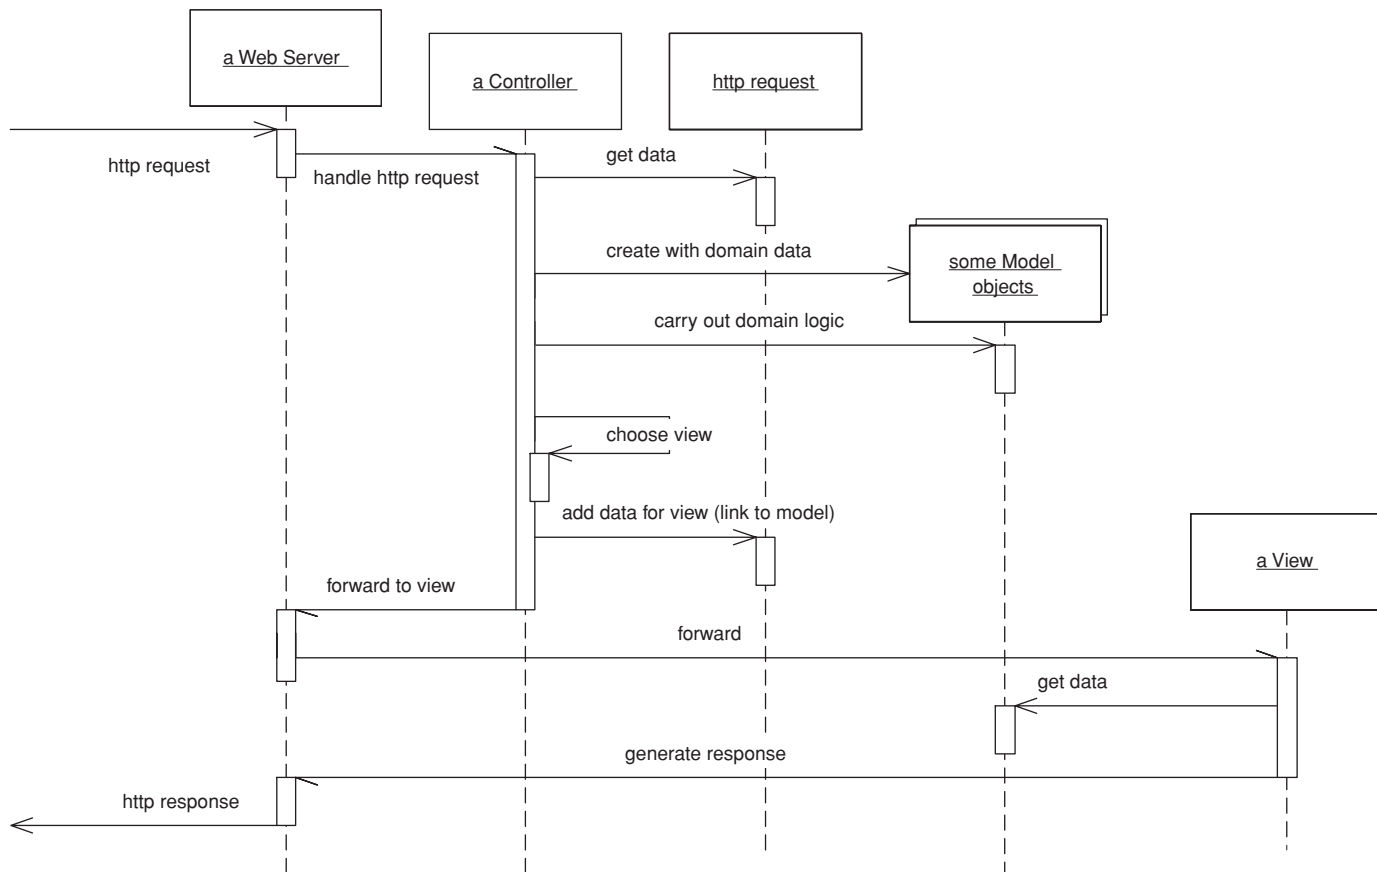 a Web Server
a Controller
http request
http request
handle http request
get data
create with domain data
some Model
objects
carry out domain logic
choose view
add data for view (link to model)
a View
forward to view
forward
get data
generate response
http response